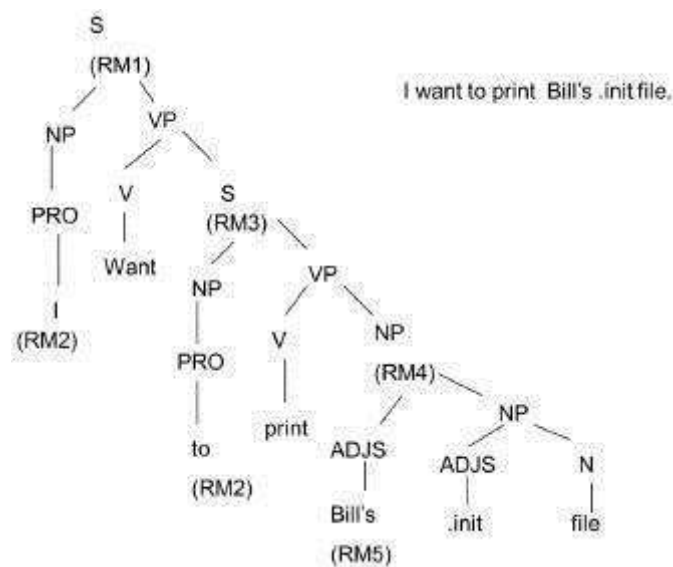 S
(RM1)
I want to print Bill's .init file.
NP VP
PRO V S
(RM3)
Want
NP VP
I
(RM2)
PRO V NP
(RM4)
print
to
(RM2)
ADJS NP
ADJS N
Bill's
(RM5)
.init file